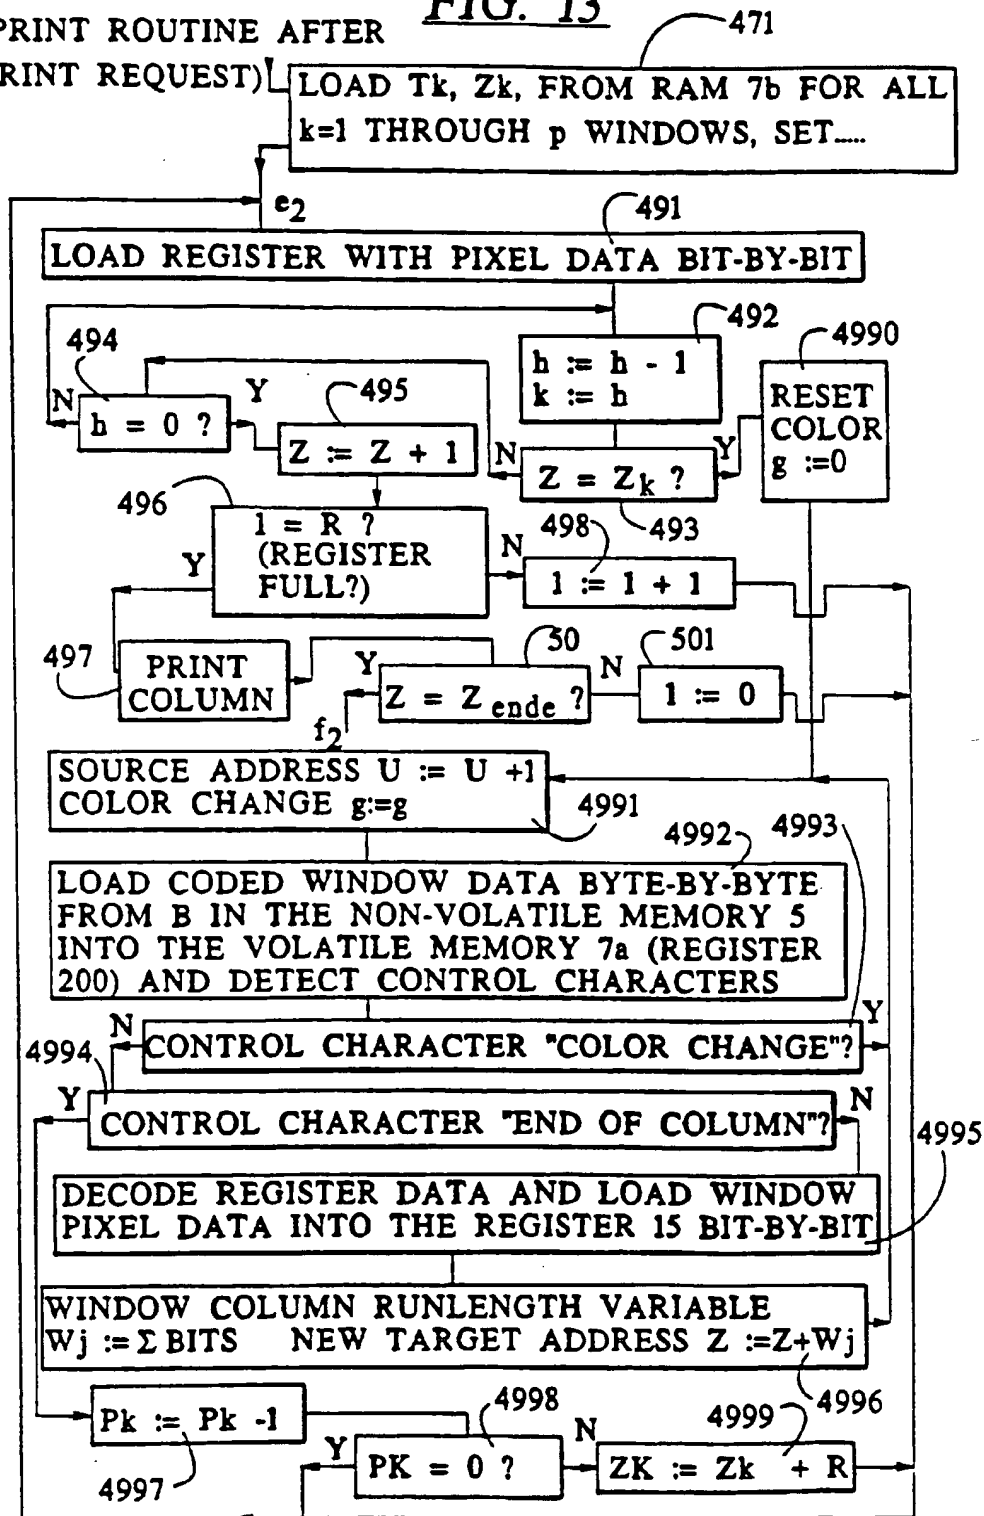 FIG. 13
PRINT ROUTINE AFTER
RINT REQUEST)
471
LOAD Tk, Zk, FROM RAM 7b FOR ALL
k=1 THROUGH p WINDOWS, SET.....
e2
491
LOAD REGISTER WITH PIXEL DATA BIT-BY-BIT
492
h := h - 1
k := h
4990
RESET
COLOR
g :=0
494
N
h = 0 ?
Y
495
Z := Z + 1
N
Z = Zk ?
Y
493
496
l = R ?
(REGISTER
FULL?)
Y
N
498
l := l + 1
497
PRINT
COLUMN
Y
50
Z = Z ende ?
N
501
l := 0
f2
SOURCE ADDRESS U := U +1
COLOR CHANGE g:=g
4991
4992
4993
LOAD CODED WINDOW DATA BYTE-BY-BYTE
FROM B IN THE NON-VOLATILE MEMORY 5
INTO THE VOLATILE MEMORY 7a (REGISTER
200) AND DETECT CONTROL CHARACTERS
N
Y
CONTROL CHARACTER "COLOR CHANGE"?
4994
Y
N
CONTROL CHARACTER "END OF COLUMN"?
4995
DECODE REGISTER DATA AND LOAD WINDOW
PIXEL DATA INTO THE REGISTER 15 BIT-BY-BIT
WINDOW COLUMN RUNLENGTH VARIABLE
Wj := Σ BITS NEW TARGET ADDRESS Z :=Z+Wj
4996
Pk := Pk -1
4997
4998
Y
PK = 0 ?
N
4999
ZK := Zk + R